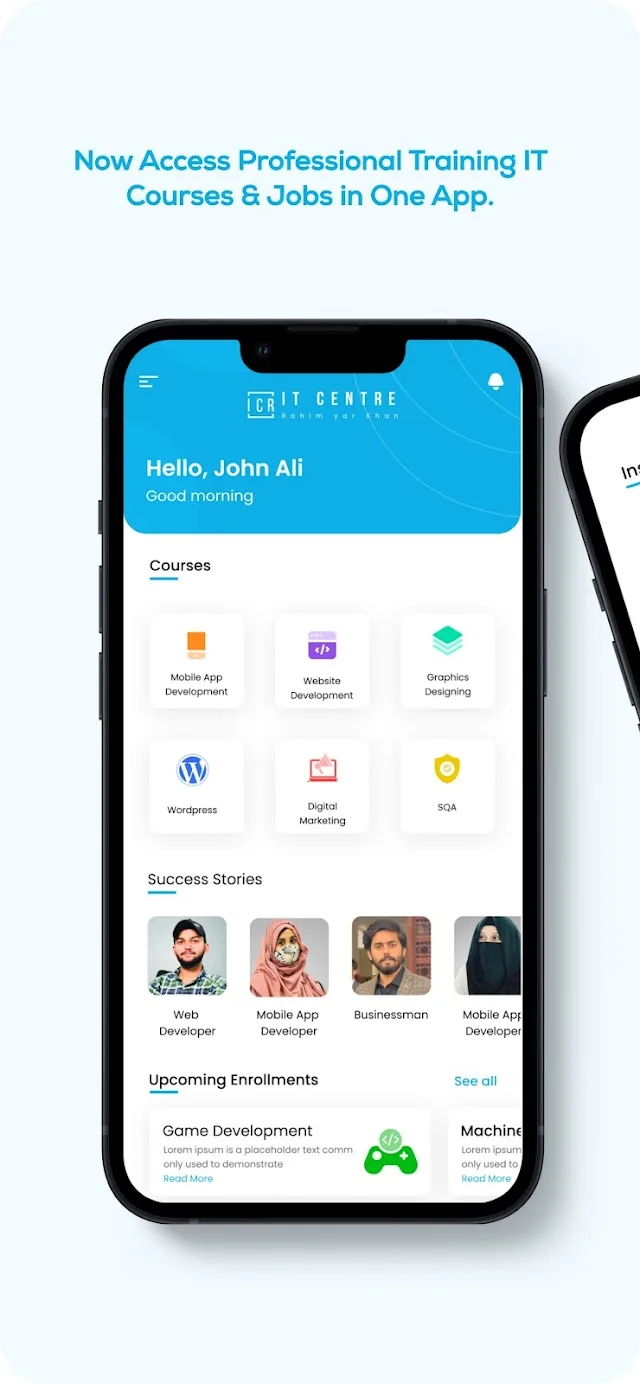 Now Access Professional Training IT
Courses & Jobs in One App.
ICR IT CENTRE
Rahim yar Khan
Hello, John Ali
Good morning
Courses
Mobile App
Development
Website
Development
Graphics
Designing
Wordpress
Digital
Marketing
SQA
Success Stories
Web
Developer
Mobile App
Developer
Businessman
Mobile App
Developer
Upcoming Enrollments
See all
Game Development
Lorem ipsum is a placeholder text comm
only used to demonstrate
Read More
Machine
Lorem ipsum
only used to
Read More